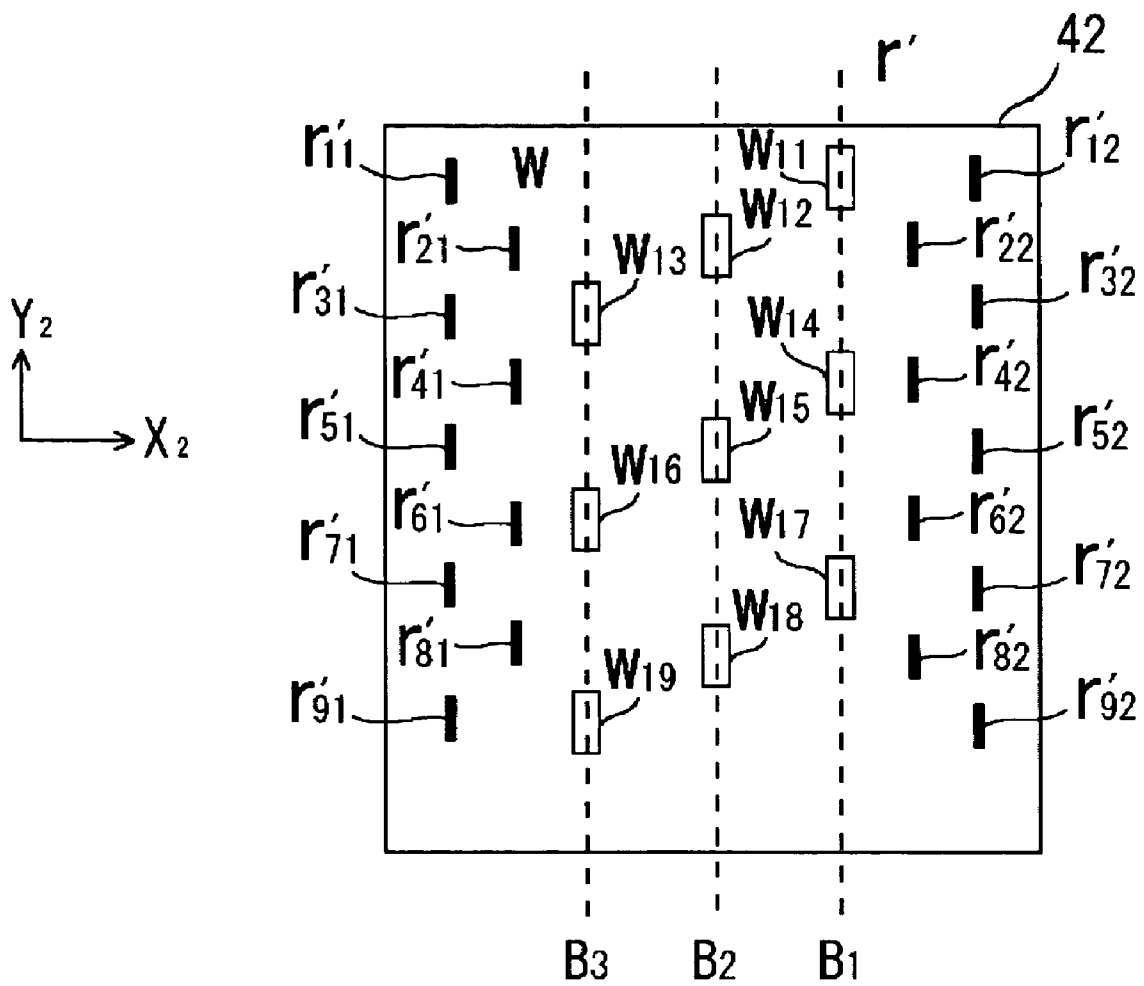 r′ 42
r′11 W W11 r′12
r′21 W13 W12 r′22
r′31 W14 r′32
Y2
r′41 W15 r′42
r′51 X2 W16 r′52
r′61 W17 r′62
r′71 r′72
r′81 W18 r′82
r′91 W19 r′92
B3 B2 B1